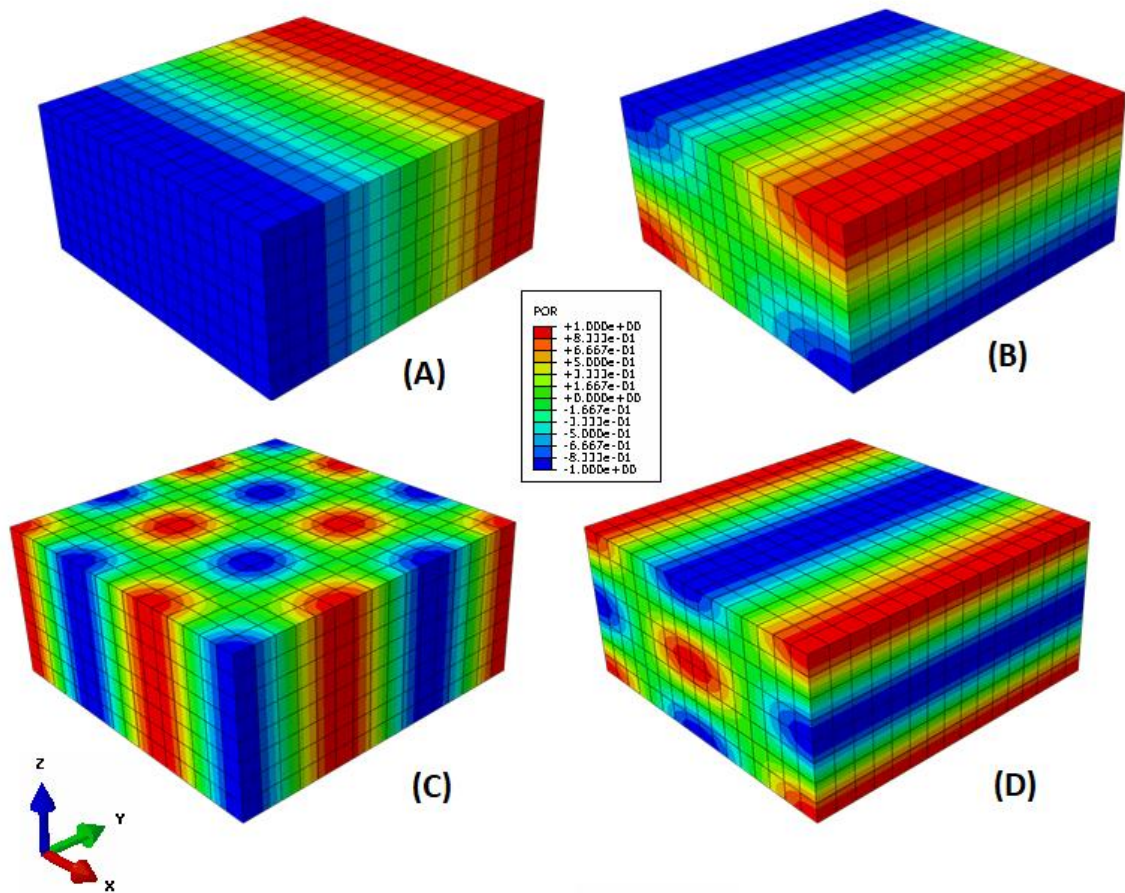 (A)
(B)
POR
+1.000e+00
+8.333e-01
+6.667e-01
+5.000e-01
+3.333e-01
+1.667e-01
+0.000e+00
-1.667e-01
-3.333e-01
-5.000e-01
-6.667e-01
-8.333e-01
-1.000e+00
(C)
(D)
Z
Y
X